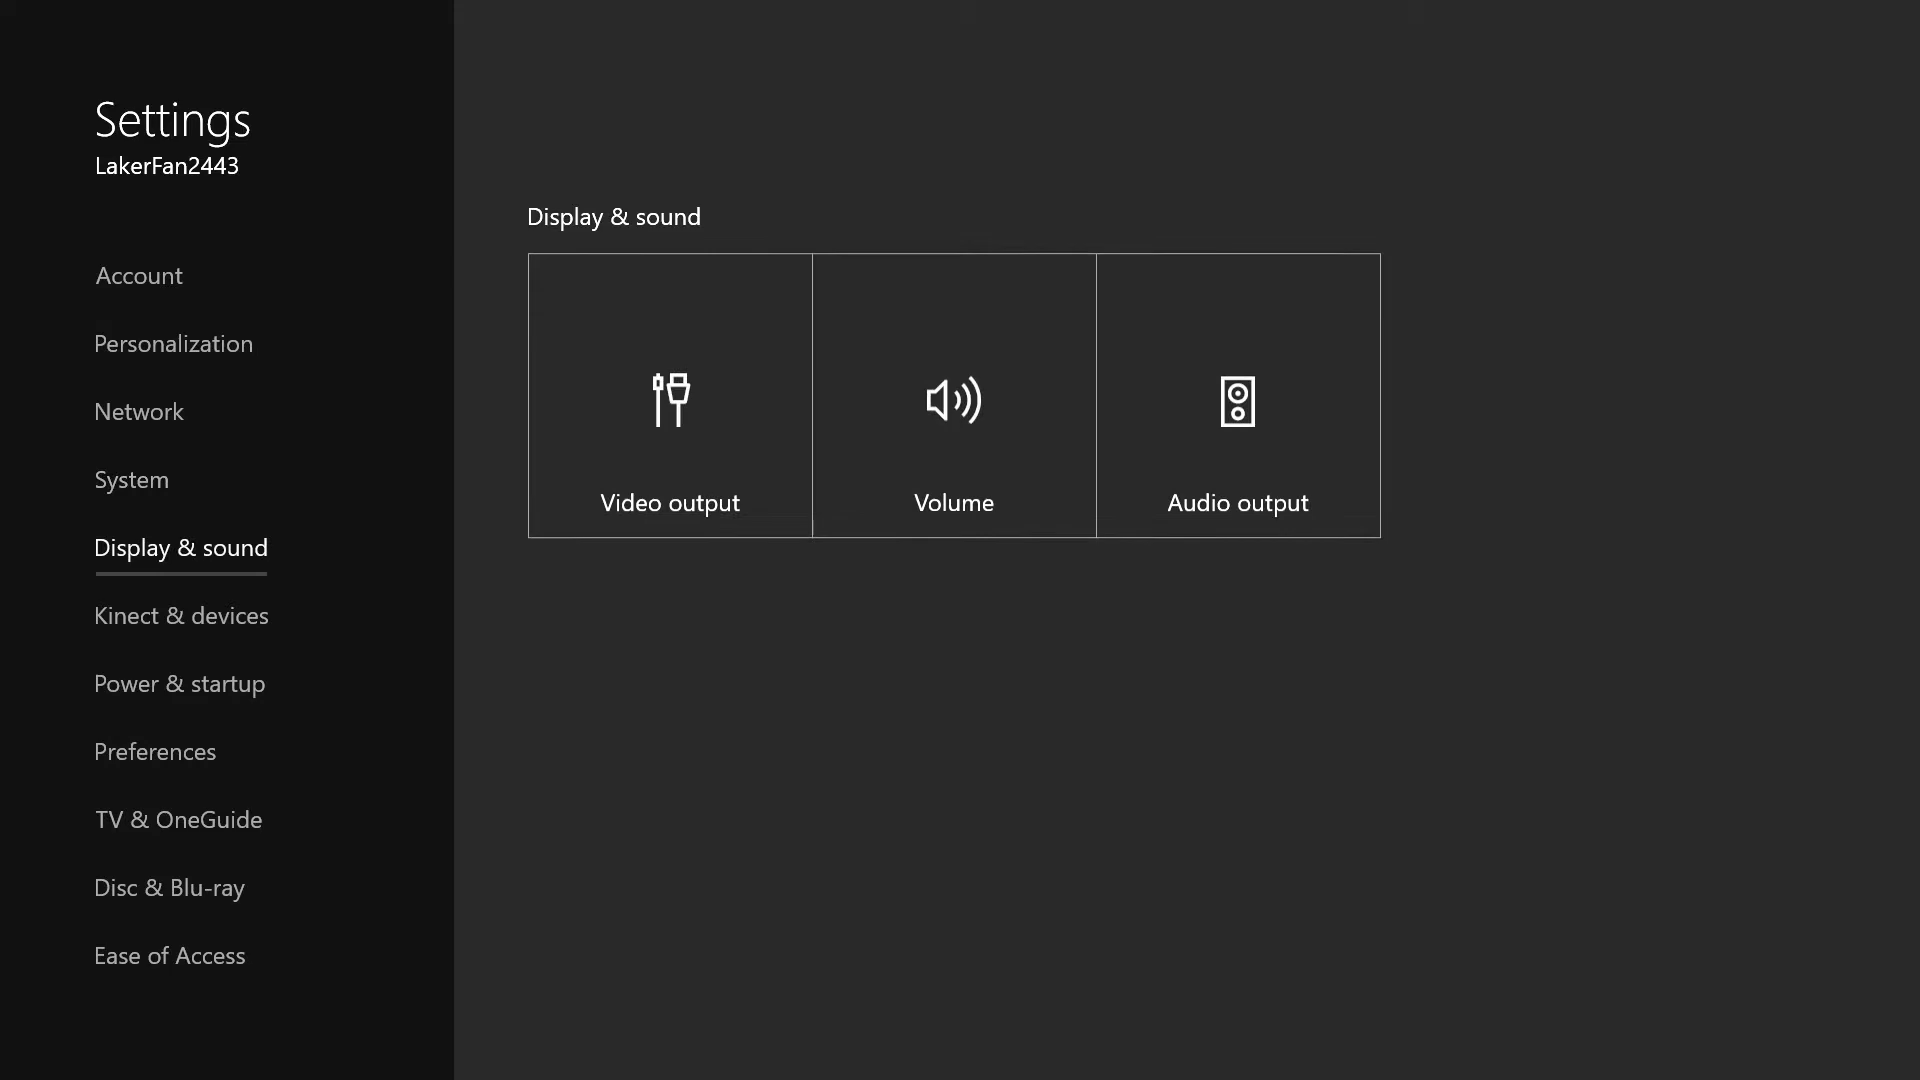 Settings
LakerFan2443
Account
Personalization
Network
System
Display & sound
Kinect & devices
Power & startup
Preferences
TV & OneGuide
Disc & Blu-ray
Ease of Access
Display & sound
Video output
Volume
Audio output